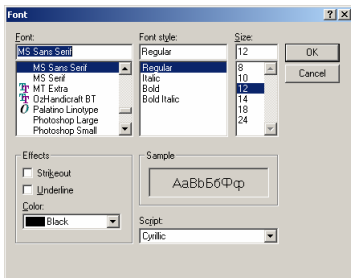 Font
Font: Font style: Size:
MS Sans Serif Regular 12 OK
MS Sans Serif Regular 8 Cancel
MS Serif Italic 10
MT Extra Bold 12
OzHandicraft BT Bold Italic 14
Palatino Linotype 18
Photoshop Large 24
Photoshop Small
Effects Sample
Strikeout
Underline
AaBbБбФф
Color:
Black
Script:
Cyrillic